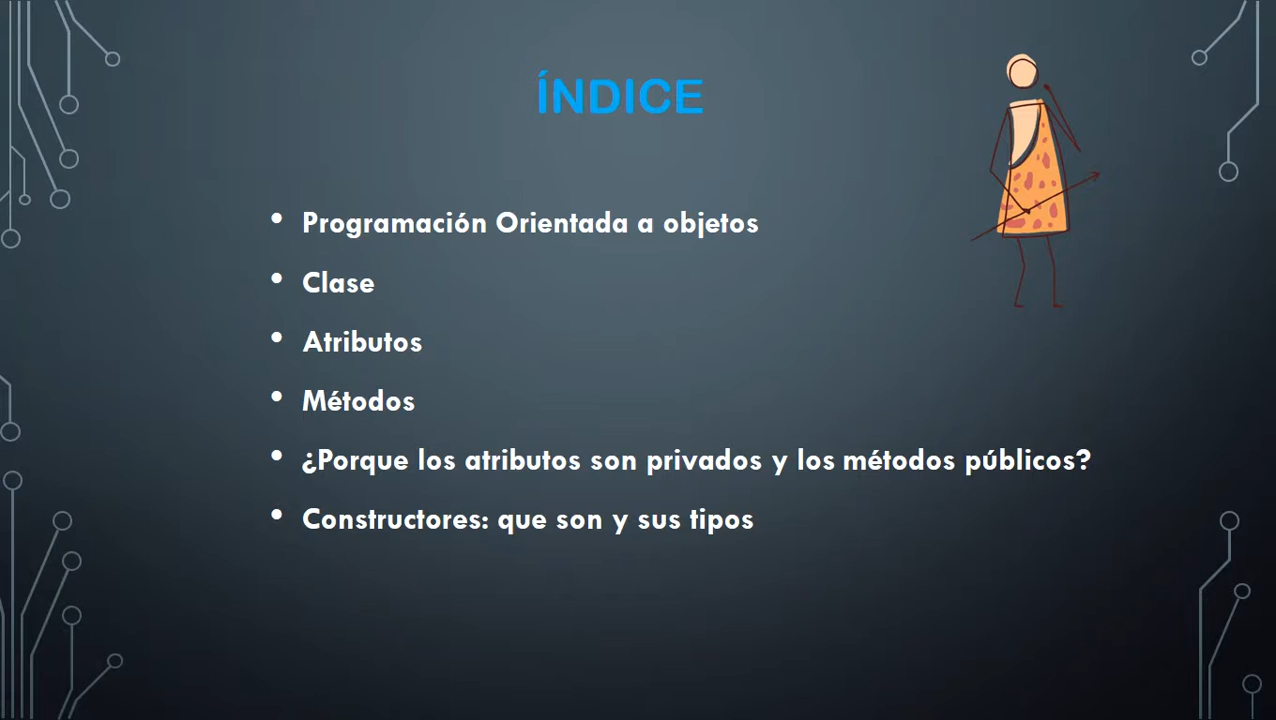 ÍNDICE
• Programación Orientada a objetos
• Clase
• Atributos
• Métodos
• ¿Porque los atributos son privados y los métodos públicos?
• Constructores: que son y sus tipos